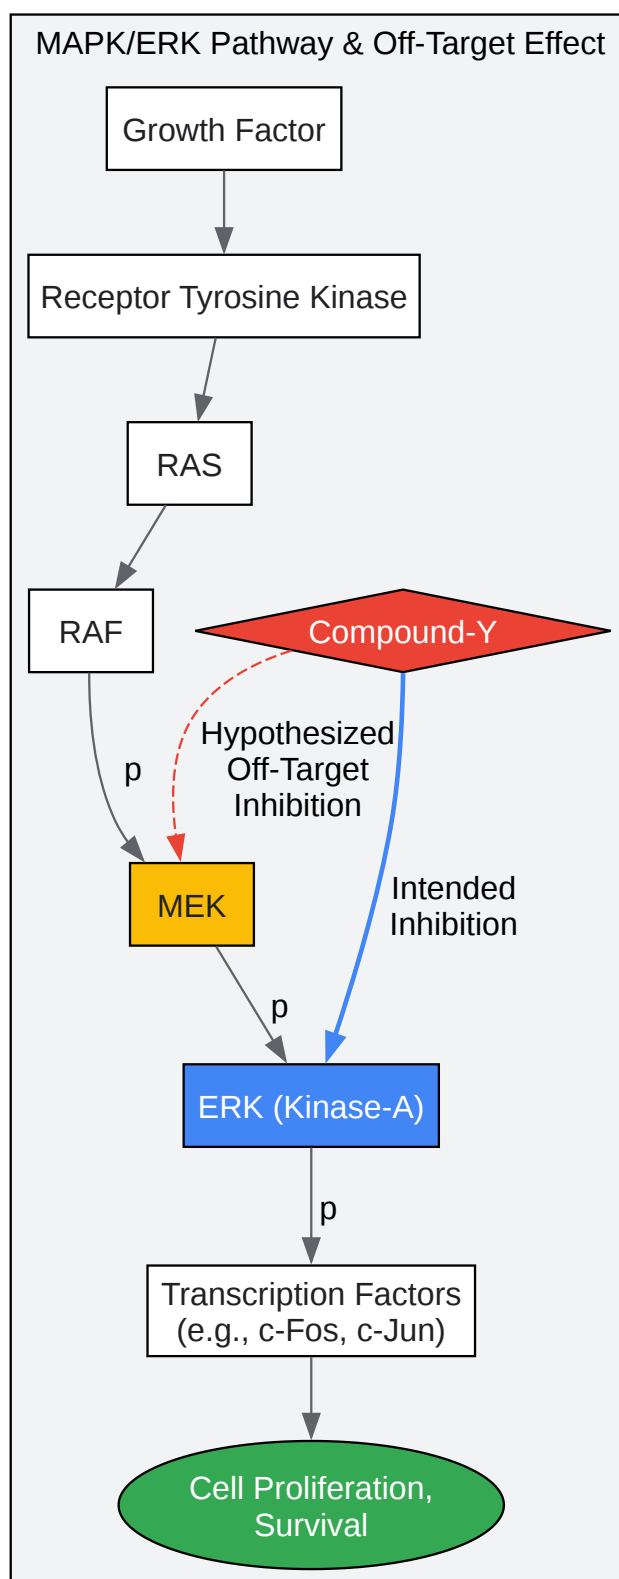 MAPK/ERK Pathway & Off-Target Effect
Growth Factor
Receptor Tyrosine Kinase
RAS
RAF
Compound-Y
Hypothesized
Off-Target
Inhibition
p
MEK
Intended
Inhibition
p
ERK (Kinase-A)
p
Transcription Factors
(e.g., c-Fos, c-Jun)
Cell Proliferation,
Survival